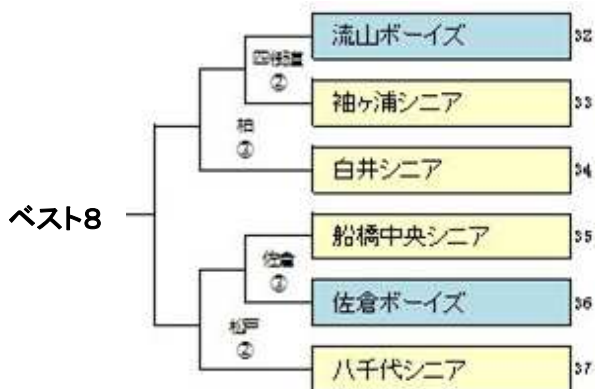 流山ボーイズ 32
四街道
②
袖ヶ浦シニア 33
柏
③
白井シニア 34
ベスト8
船橋中央シニア 35
佐倉
②
佐倉ボーイズ 36
松戸
②
八千代シニア 37